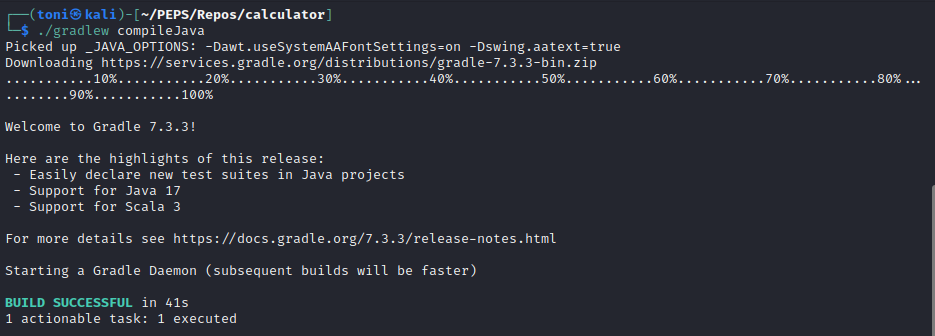 ┌──(toni㉿kali)-[~/PEPS/Repos/calculator]
└─$ ./gradlew compileJava
Picked up _JAVA_OPTIONS: -Dawt.useSystemAAFontSettings=on -Dswing.aatext=true
Downloading https://services.gradle.org/distributions/gradle-7.3.3-bin.zip
...........10%...........20%...........30%...........40%...........50%...........60%...........70%...........80%...
........90%...........100%
Welcome to Gradle 7.3.3!
Here are the highlights of this release:
 - Easily declare new test suites in Java projects
 - Support for Java 17
 - Support for Scala 3
For more details see https://docs.gradle.org/7.3.3/release-notes.html
Starting a Gradle Daemon (subsequent builds will be faster)
BUILD SUCCESSFUL in 41s
1 actionable task: 1 executed